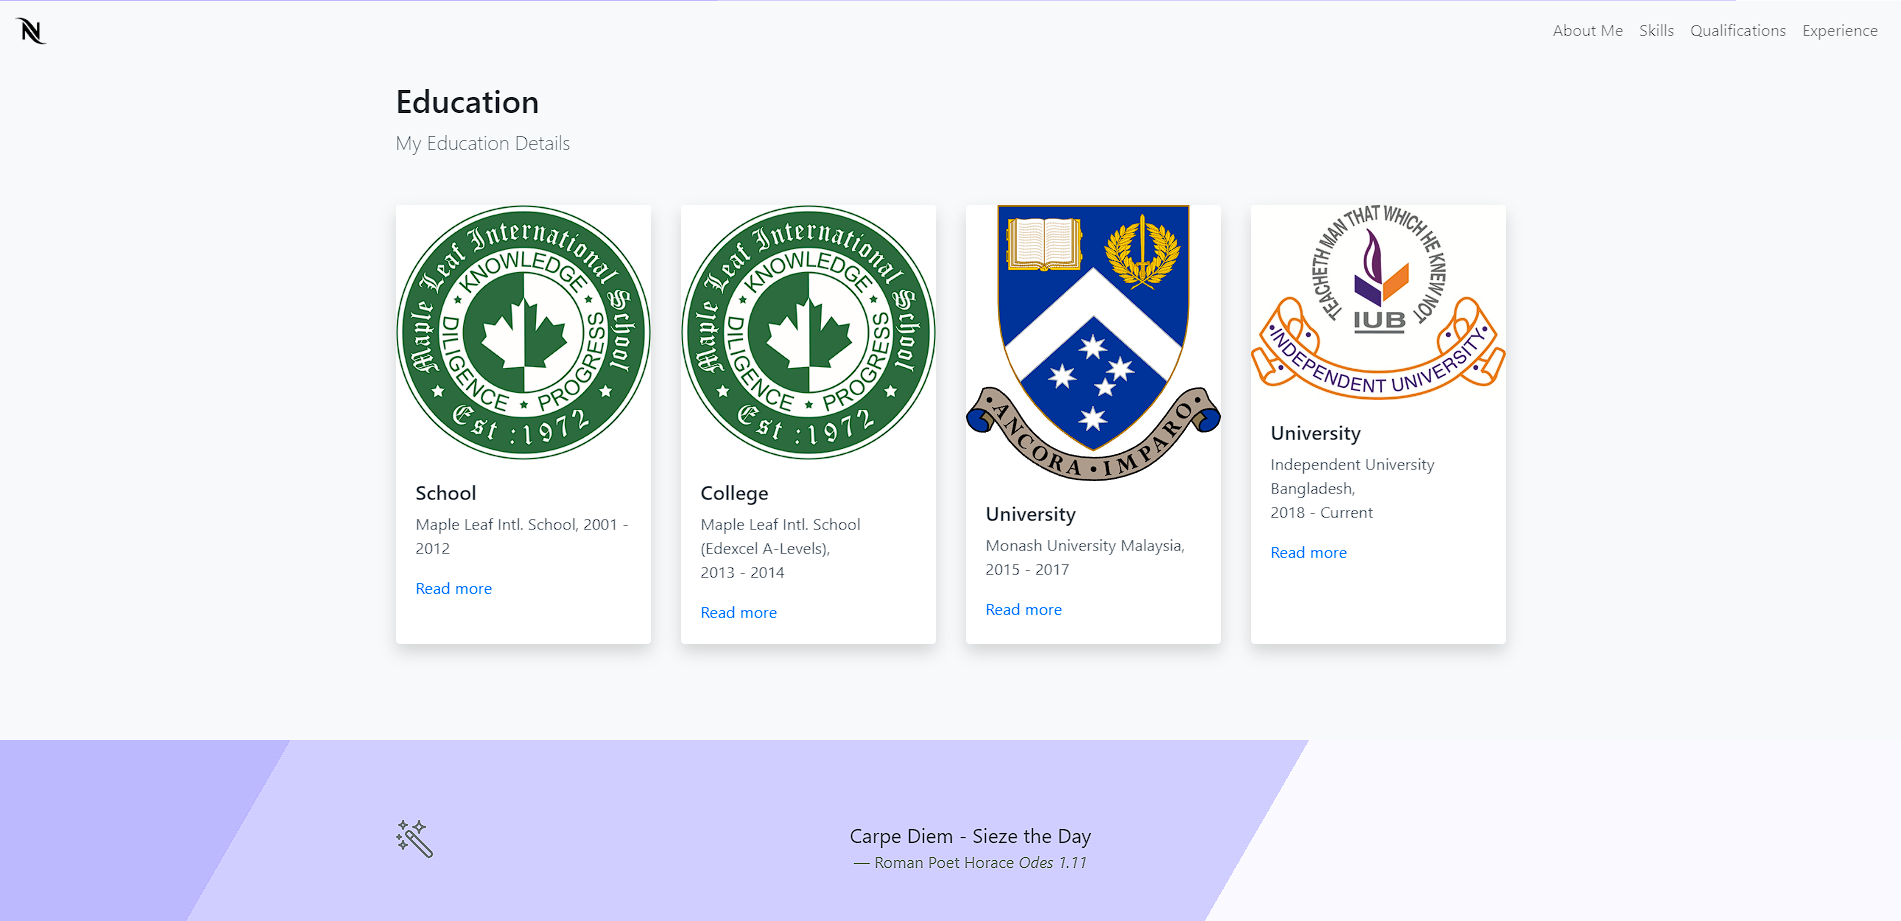 N
About Me Skills Qualifications Experience
Education
My Education Details
Maple Leaf International School
KNOWLEDGE
DILIGENCE
PROGRESS
Est : 1972
School
Maple Leaf Intl. School, 2001 -
2012
Read more
Maple Leaf International School
KNOWLEDGE
DILIGENCE
PROGRESS
Est : 1972
College
Maple Leaf Intl. School
(Edexcel A-Levels),
2013 - 2014
Read more
ANCORA • IMPARO
University
Monash University Malaysia,
2015 - 2017
Read more
TEACHETH MAN THAT WHICH HE KNEW NOT
IUB
INDEPENDENT UNIVERSITY
University
Independent University
Bangladesh,
2018 - Current
Read more
Carpe Diem - Sieze the Day
— Roman Poet Horace Odes 1.11